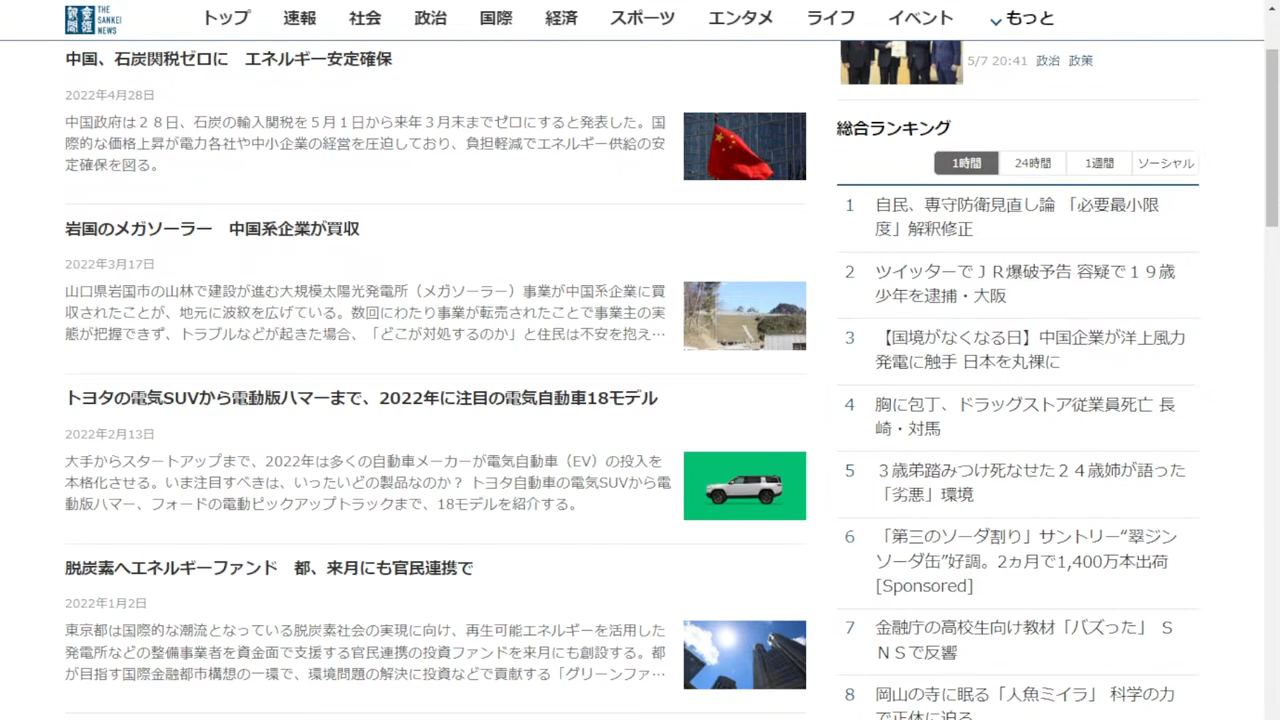 産經新聞
THE SANKEI NEWS
トップ 速報 社会 政治 国際 経済 スポーツ エンタメ ライフ イベント もっと
中国、石炭関税ゼロに　エネルギー安定確保
2022年4月28日
中国政府は２８日、石炭の輸入関税を５月１日から来年３月末までゼロにすると発表した。国
際的な価格上昇が電力各社や中小企業の経営を圧迫しており、負担軽減でエネルギー供給の安
定確保を図る。
岩国のメガソーラー　中国系企業が買収
2022年3月17日
山口県岩国市の山林で建設が進む大規模太陽光発電所（メガソーラー）事業が中国系企業に買
収されたことが、地元に波紋を広げている。数回にわたり事業が転売されたことで事業主の実
態が把握できず、トラブルなどが起きた場合、「どこが対処するのか」と住民は不安を抱え…
トヨタの電気SUVから電動版ハマーまで、2022年に注目の電気自動車18モデル
2022年2月13日
大手からスタートアップまで、2022年は多くの自動車メーカーが電気自動車（EV）の投入を
本格化させる。いま注目すべきは、いったいどの製品なのか？ トヨタ自動車の電気SUVから電
動版ハマー、フォードの電動ピックアップトラックまで、18モデルを紹介する。
脱炭素へエネルギーファンド　都、来月にも官民連携で
2022年1月2日
東京都は国際的な潮流となっている脱炭素社会の実現に向け、再生可能エネルギーを活用した
発電所などの整備事業者を資金面で支援する官民連携の投資ファンドを来月にも創設する。都
が目指す国際金融都市構想の一環で、環境問題の解決に投資などで貢献する「グリーンファ…
5/7 20:41 政治 政策
総合ランキング
1時間 24時間 1週間 ソーシャル
1 自民、専守防衛見直し論 「必要最小限
度」解釈修正
2 ツイッターでＪＲ爆破予告 容疑で１９歳
少年を逮捕・大阪
3 【国境がなくなる日】中国企業が洋上風力
発電に触手 日本を丸裸に
4 胸に包丁、ドラッグストア従業員死亡 長
崎・対馬
5 ３歳弟踏みつけ死なせた２４歳姉が語った
「劣悪」環境
6 「第三のソーダ割り」サントリー“翠ジン
ソーダ缶”好調。2ヵ月で1,400万本出荷
[Sponsored]
7 金融庁の高校生向け教材「バズった」 Ｓ
ＮＳで反響
8 岡山の寺に眠る「人魚ミイラ」 科学の力
で正体に迫る